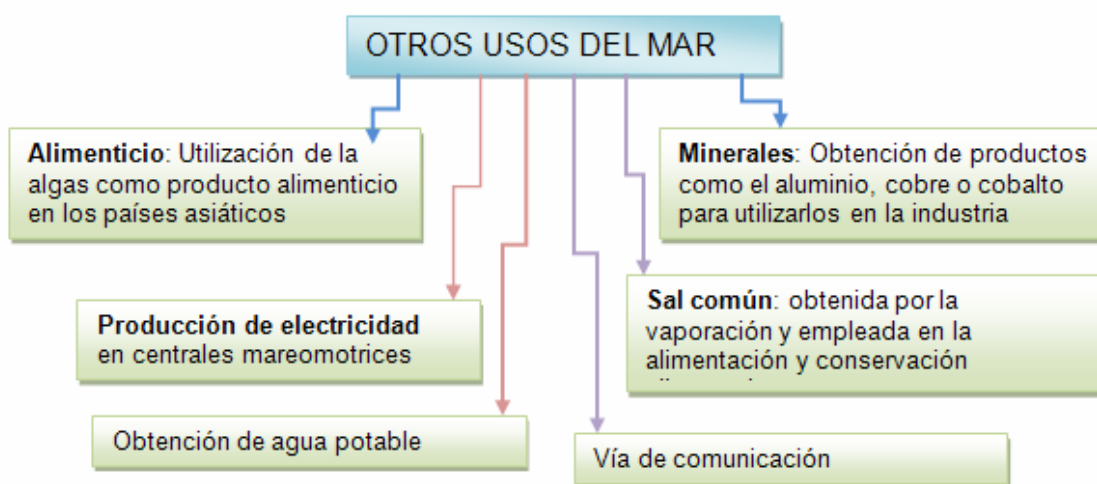 OTROS USOS DEL MAR
Alimenticio: Utilización de la
algas como producto alimenticio
en los países asiáticos
Minerales: Obtención de productos
como el aluminio, cobre o cobalto
para utilizarlos en la industria
Producción de electricidad
en centrales mareomotrices
Sal común: obtenida por la
vaporación y empleada en la
alimentación y conservación
Obtención de agua potable
Vía de comunicación